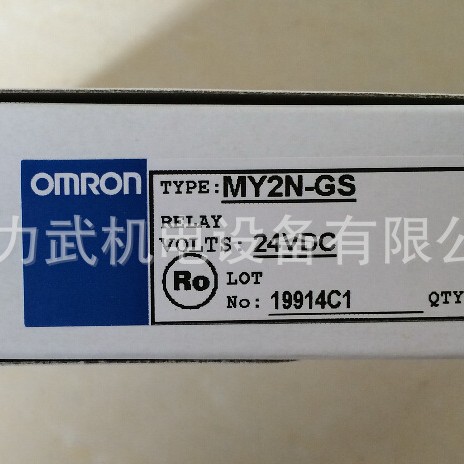 OMRON
TYPE: MY2N-GS
RELAY
VOLTS: 24VDC
力武机电设备有限公
Ro
LOT
No: 19914C1 QTY